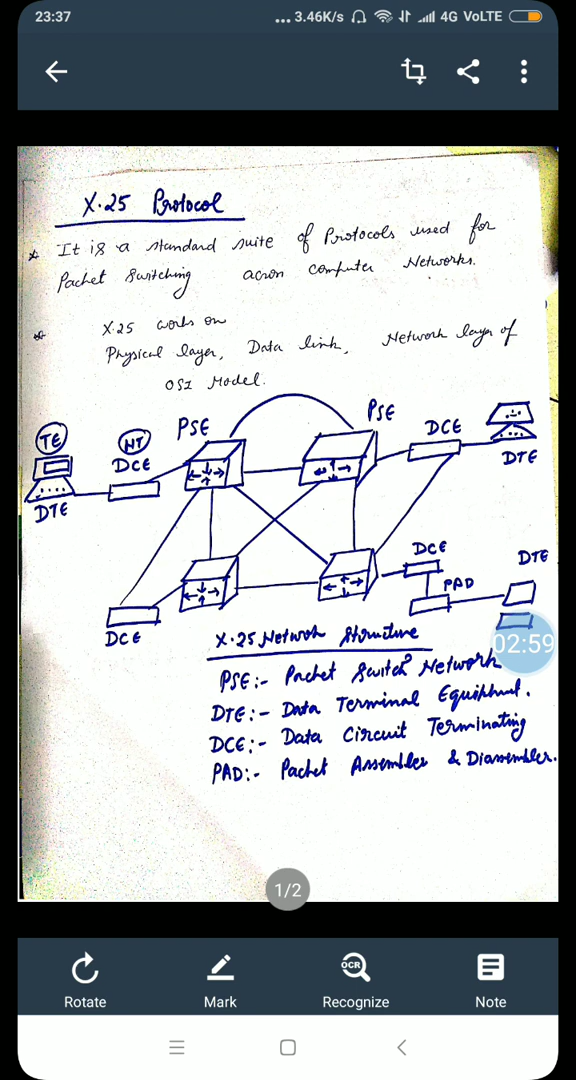 23:37
... 3.46K/s 4G VoLTE
X.25 Protocol
It is a standard suite of Protocols used for
Packet Switching across computer Networks.
X.25 works on
Physical layer, Data link, Network layer of
OSI Model.
TE
NT
PSE
PSE
DCE
DCE
DTE
DTE
DCE
DTE
PAD
DCE
X.25 Network Structure
02:59
PSE:- Packet Switch Network
DTE:- Data Terminal Equipment.
DCE:- Data Circuit Terminating
PAD:- Packet Assembler & Diassembler.
1/2
OCR
Rotate
Mark
Recognize
Note